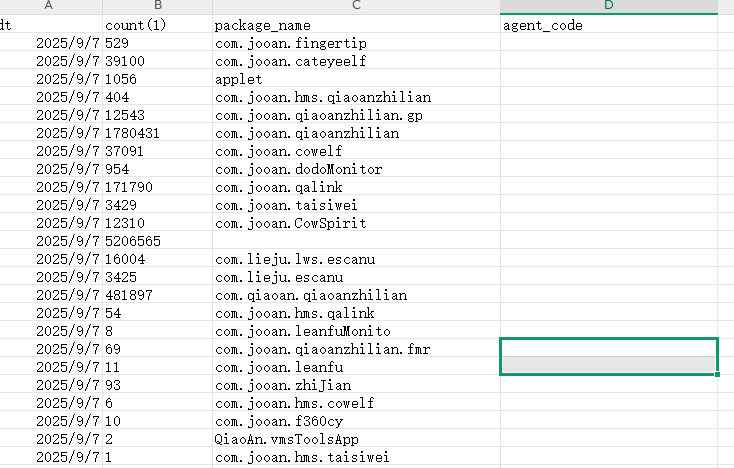 A B C D
dt count(1) package_name agent_code
2025/9/7 529 com.jooan.fingertip
2025/9/7 39100 com.jooan.cateyeelf
2025/9/7 1056 applet
2025/9/7 404 com.jooan.hms.qiaoanzhilian
2025/9/7 12543 com.jooan.qiaoanzhilian.gp
2025/9/7 1780431 com.jooan.qiaoanzhilian
2025/9/7 37091 com.jooan.cowelf
2025/9/7 954 com.jooan.dodoMonitor
2025/9/7 171790 com.jooan.qalink
2025/9/7 3429 com.jooan.taisiwei
2025/9/7 12310 com.jooan.CowSpirit
2025/9/7 5206565
2025/9/7 16004 com.lieju.lws.escanu
2025/9/7 3425 com.lieju.escanu
2025/9/7 481897 com.qiaoan.qiaoanzhilian
2025/9/7 54 com.jooan.hms.qalink
2025/9/7 8 com.jooan.leanfuMonito
2025/9/7 69 com.jooan.qiaoanzhilian.fmr
2025/9/7 11 com.jooan.leanfu
2025/9/7 93 com.jooan.zhiJian
2025/9/7 6 com.jooan.hms.cowelf
2025/9/7 10 com.jooan.f360cy
2025/9/7 2 QiaoAn.vmsToolsApp
2025/9/7 1 com.jooan.hms.taisiwei